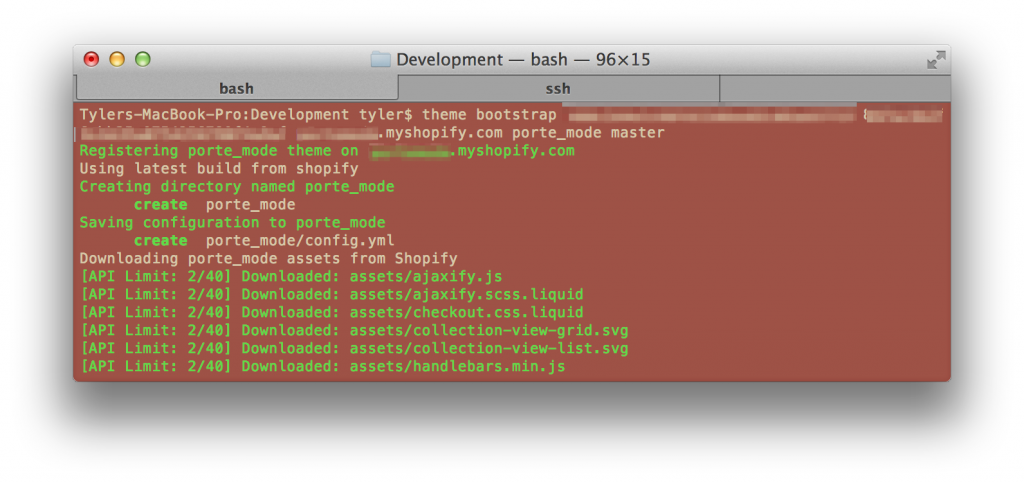 Development — bash — 96×15
bash
ssh
Tylers-MacBook-Pro:Development tyler$ theme bootstrap
.myshopify.com porte_mode master
Registering porte_mode theme on .myshopify.com
Using latest build from shopify
Creating directory named porte_mode
create porte_mode
Saving configuration to porte_mode
create porte_mode/config.yml
Downloading porte_mode assets from Shopify
[API Limit: 2/40] Downloaded: assets/ajaxify.js
[API Limit: 2/40] Downloaded: assets/ajaxify.scss.liquid
[API Limit: 2/40] Downloaded: assets/checkout.css.liquid
[API Limit: 2/40] Downloaded: assets/collection-view-grid.svg
[API Limit: 2/40] Downloaded: assets/collection-view-list.svg
[API Limit: 2/40] Downloaded: assets/handlebars.min.js